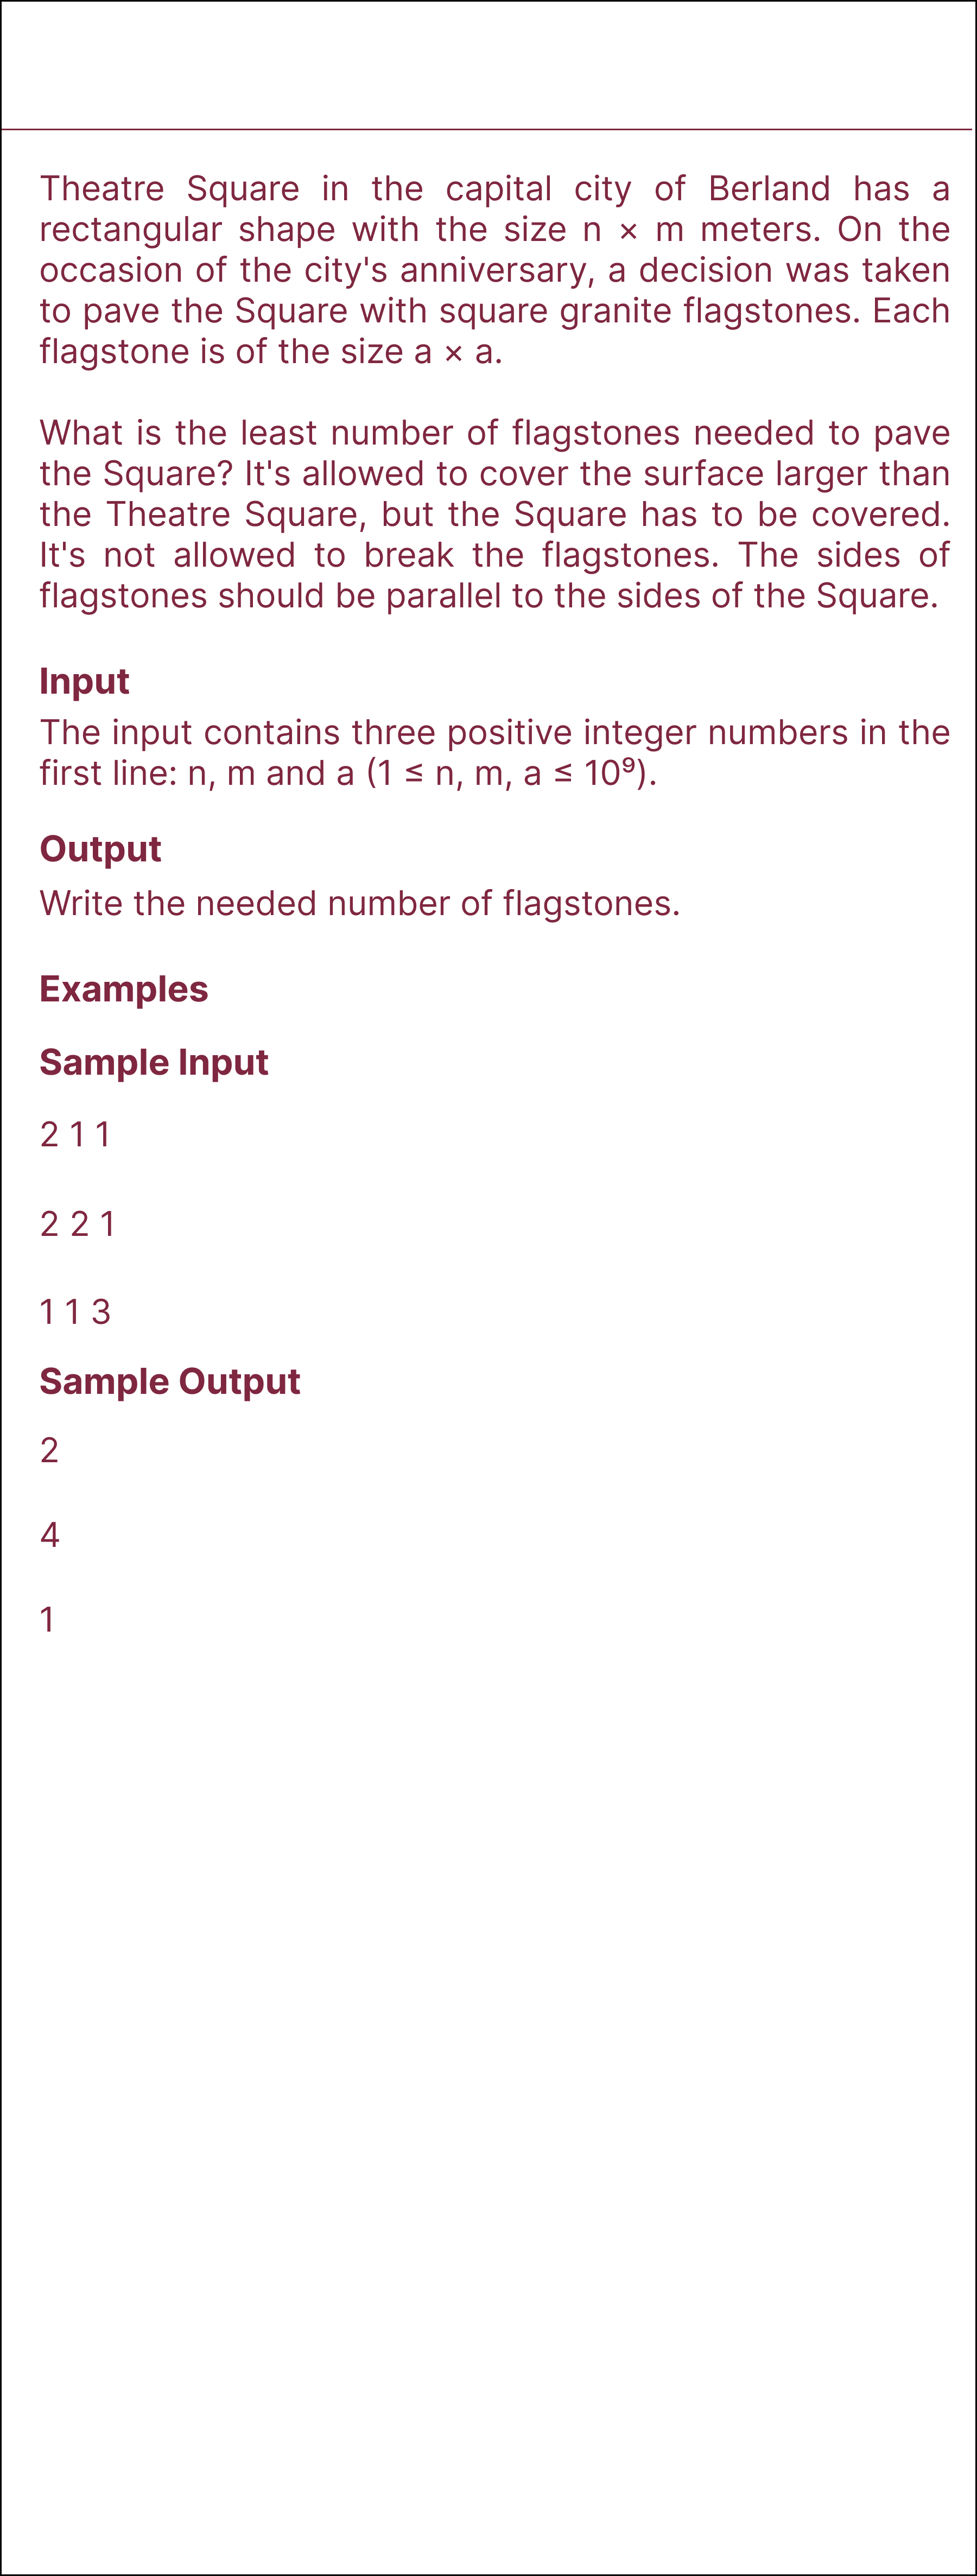 Theatre Square in the capital city of Berland has a
rectangular shape with the size n × m meters. On the
occasion of the city's anniversary, a decision was taken
to pave the Square with square granite flagstones. Each
flagstone is of the size a × a.
What is the least number of flagstones needed to pave
the Square? It's allowed to cover the surface larger than
the Theatre Square, but the Square has to be covered.
It's not allowed to break the flagstones. The sides of
flagstones should be parallel to the sides of the Square.
Input
The input contains three positive integer numbers in the
first line: n, m and a (1 ≤ n, m, a ≤ 10⁹).
Output
Write the needed number of flagstones.
Examples
Sample Input
2 1 1
2 2 1
1 1 3
Sample Output
2
4
1